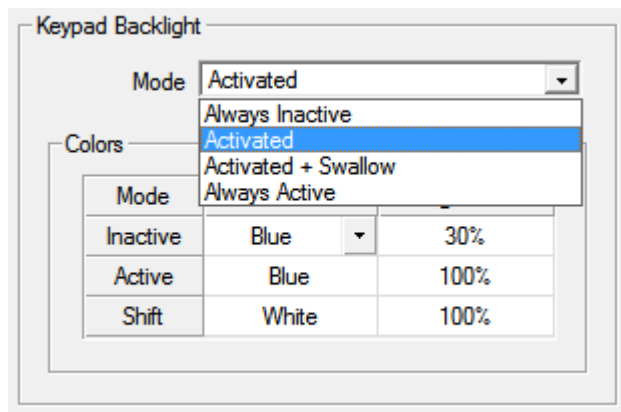 Keypad Backlight
Mode Activated
Always Inactive
Activated
Activated + Swallow
Always Active
Colors
Mode
Inactive Blue 30%
Active Blue 100%
Shift White 100%